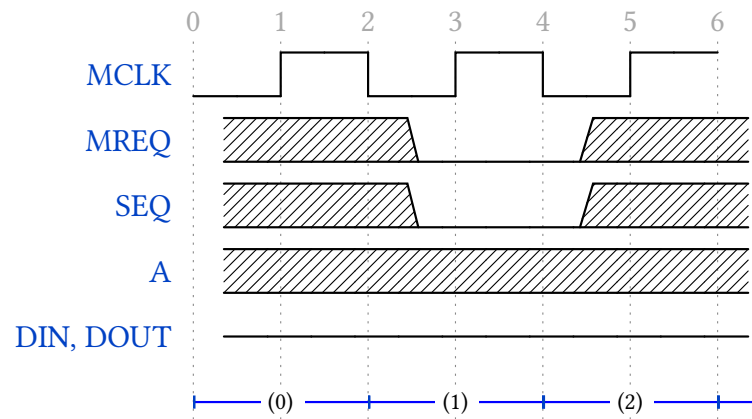 0 1 2 3 4 5 6
MCLK
MREQ
SEQ
A
DIN, DOUT
(0) (1) (2)